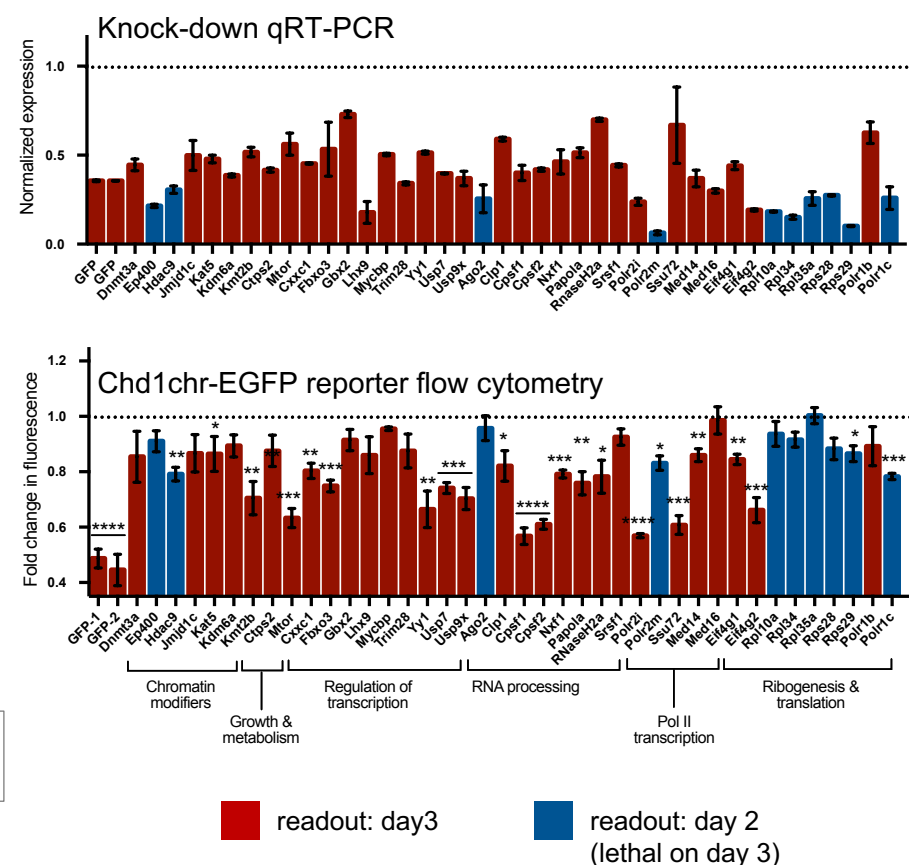 Knock-down qRT-PCR
Normalized expression
1.0
0.5
0.0
GFP
GFP
Dnmt3a
Ep400
Hdac9
Jmjd1c
Kat5
Kdm6a
Kmt2b
Ctps2
Mtor
Cxxc1
Fbxo3
Gbx2
Lhx9
Mycbp
Trim28
Yy1
Usp7
Usp9x
Ago2
Clp1
Cpsf1
Cpsf2
Nxf1
Papola
RnaseH2a
Srsf1
Polr2i
Polr2m
Ssu72
Med14
Med16
Eif4g1
Eif4g2
Rpl10a
Rpl34
Rpl35a
Rps28
Rps29
Polr1b
Polr1c
Chd1chr-EGFP reporter flow cytometry
Fold change in fluorescence
1.2
1.0
0.8
0.6
0.4
****
**
*
**
**
***
**
***
**
***
*
****
***
**
*
****
*
***
**
**
***
*
***
GFP-1
GFP-2
Dnmt3a
Ep400
Hdac9
Jmjd1c
Kat5
Kdm6a
Kmt2b
Ctps2
Mtor
Cxxc1
Fbxo3
Gbx2
Lhx9
Mycbp
Trim28
Yy1
Usp7
Usp9x
Ago2
Clp1
Cpsf1
Cpsf2
Nxf1
Papola
RNaseH2a
Srsf1
Polr2i
Polr2m
Ssu72
Med14
Med16
Eif4g1
Eif4g2
Rpl10a
Rpl34
Rpl35a
Rps28
Rps29
Polr1b
Polr1c
Chromatin
modifiers
Growth &
metabolism
Regulation of
transcription
RNA processing
Pol II
transcription
Ribogenesis &
translation
readout: day3
readout: day 2
(lethal on day 3)